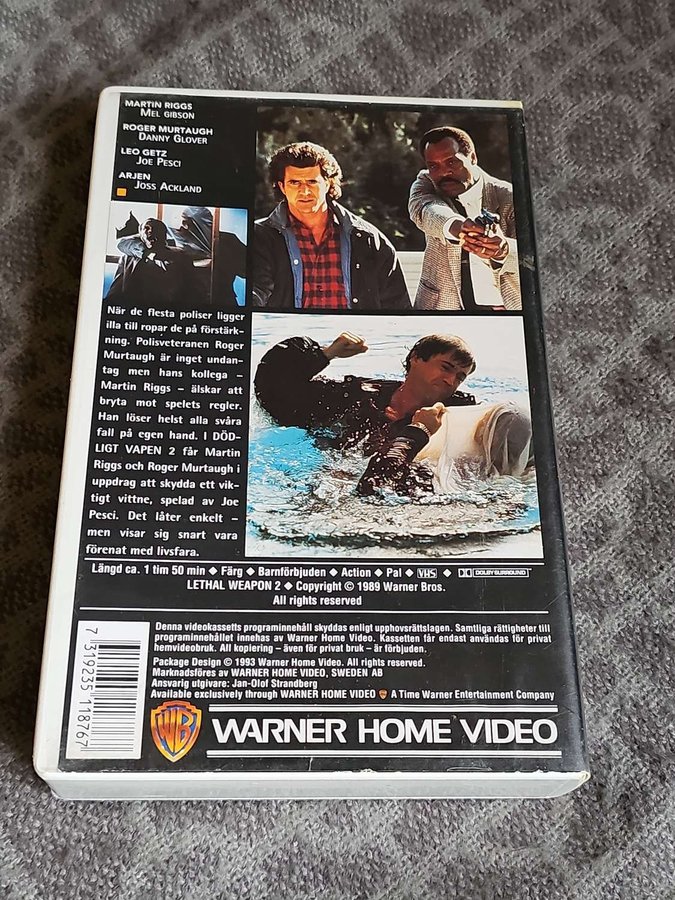 MARTIN RIGGS
MEL GIBSON
ROGER MURTAUGH
DANNY GLOVER
LEO GETZ
JOE PESCI
ARJEN
JOSS ACKLAND
När de flesta poliser ligger
illa till ropar de på förstärk-
ning. Polisveteranen Roger
Murtaugh är inget undan-
tag men hans kollega –
Martin Riggs – älskar att
bryta mot spelets regler.
Han löser helst alla svåra
fall på egen hand. I DÖD-
LIGT VAPEN 2 får Martin
Riggs och Roger Murtaugh i
uppdrag att skydda ett vik-
tigt vittne, spelad av Joe
Pesci. Det låter enkelt –
men visar sig snart vara
förenat med livsfara.
Längd ca. 1 tim 50 min ◆ Färg ◆ Barnförbjuden ◆ Action ◆ Pal ◆ VHS ◆ DOLBY SURROUND
LETHAL WEAPON 2 ◆ Copyright © 1989 Warner Bros.
All rights reserved
Denna videokassetts programinnehåll skyddas enligt upphovsrättslagen. Samtliga rättigheter till
programinnehållet innehas av Warner Home Video. Kassetten får endast användas för privat
hemvideobruk. All kopiering – även för privat bruk – är förbjuden.
Package Design © 1993 Warner Home Video. All rights reserved.
Marknadsföres av WARNER HOME VIDEO, SWEDEN AB
Ansvarig utgivare: Jan-Olof Strandberg
Available exclusively through WARNER HOME VIDEO A Time Warner Entertainment Company
7 319235 118767
WB WARNER HOME VIDEO